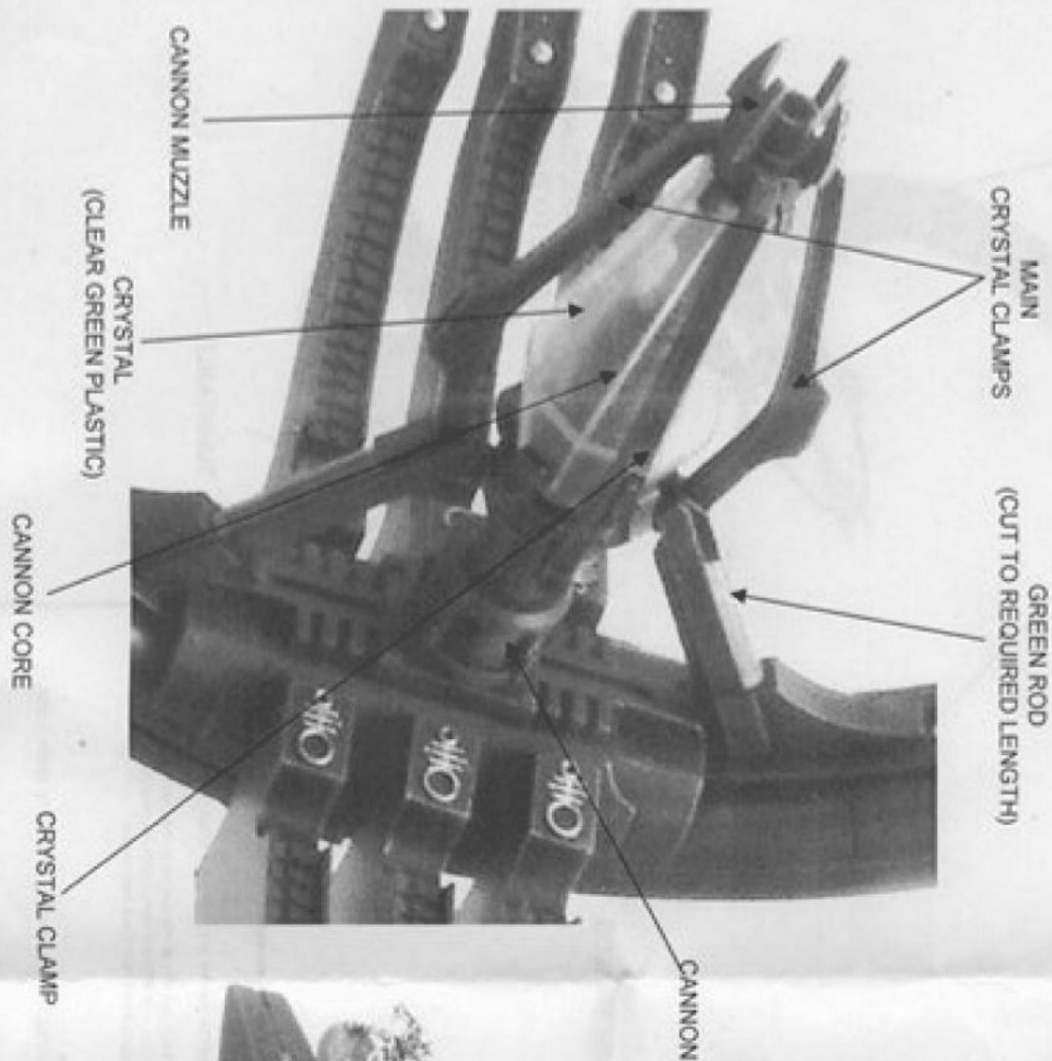 MAIN
CRYSTAL CLAMPS
GREEN ROD
(CUT TO REQUIRED LENGTH)
CANNON
CANNON MUZZLE
CRYSTAL
(CLEAR GREEN PLASTIC)
CANNON CORE
CRYSTAL CLAMP